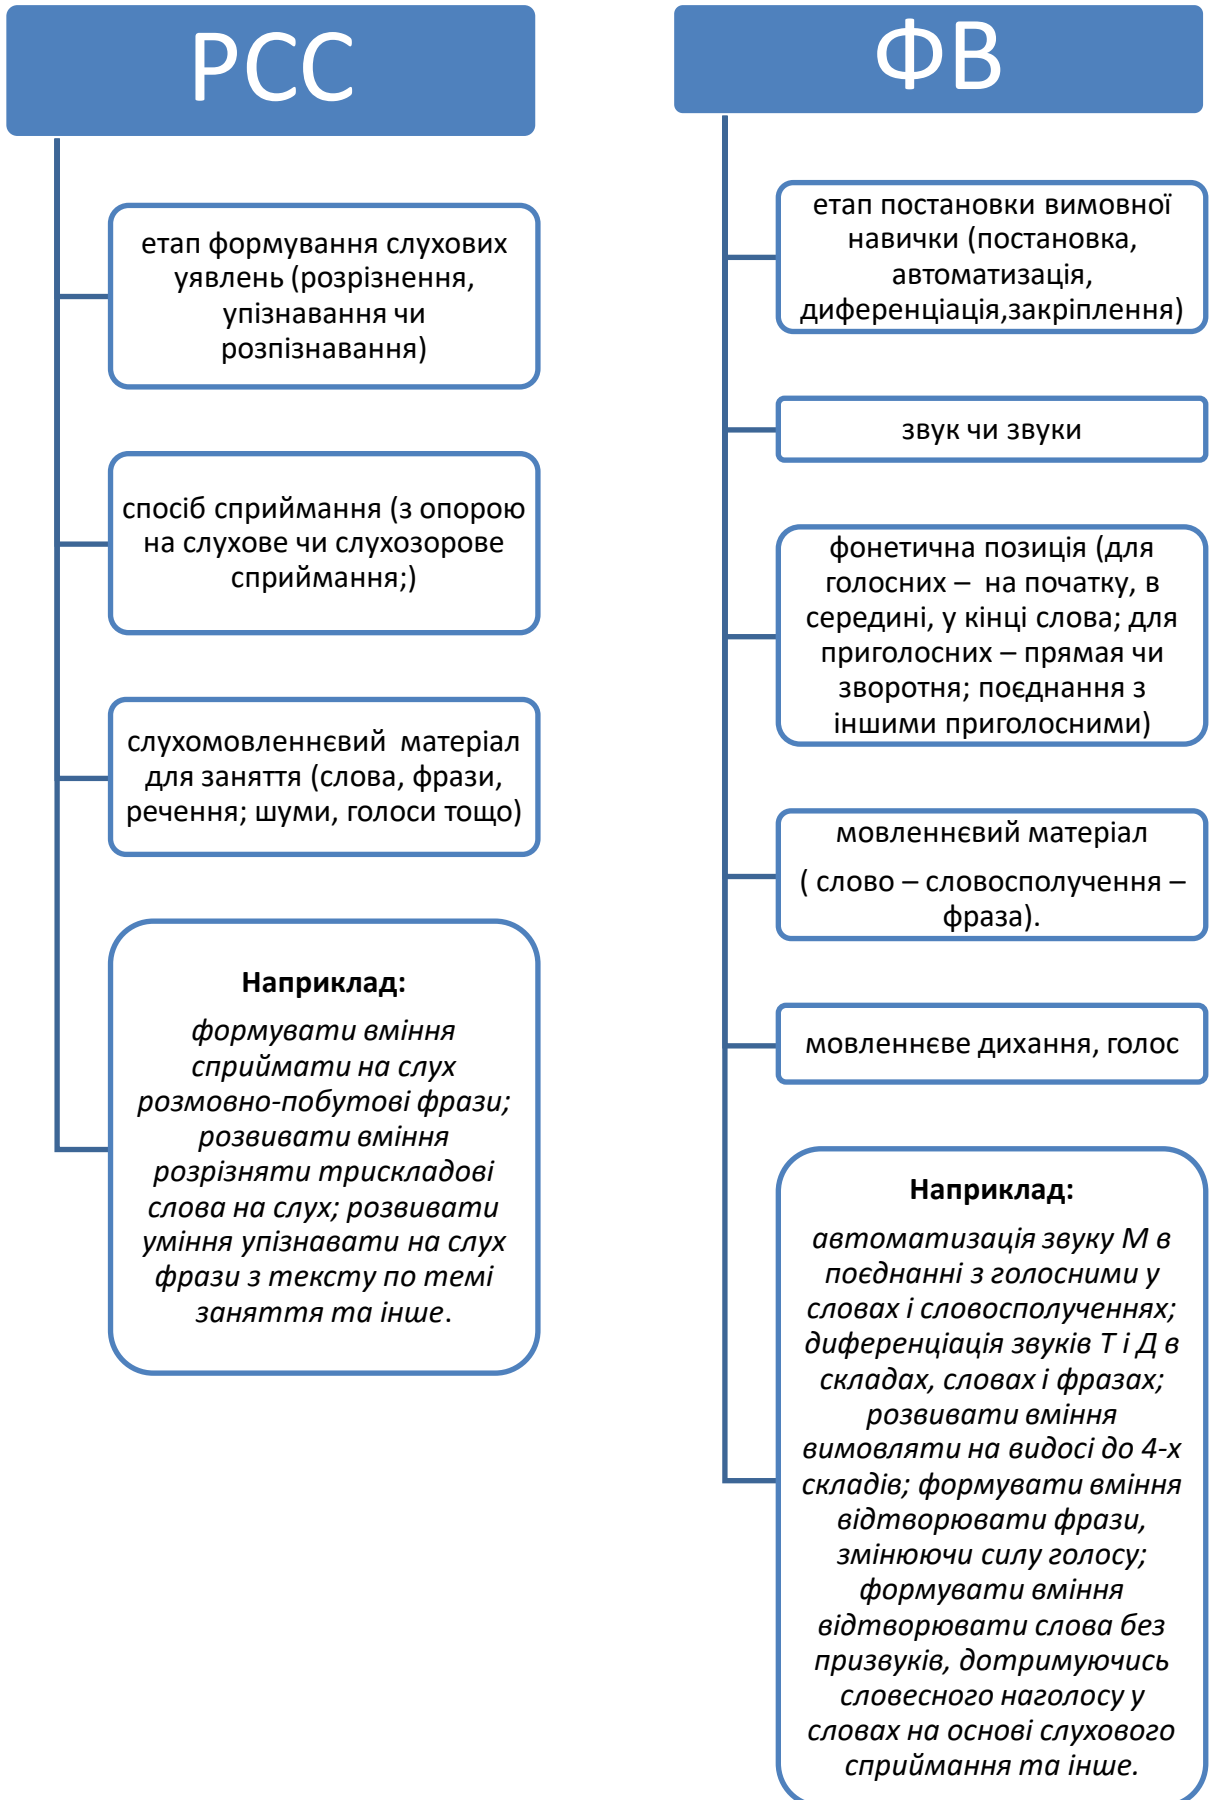 РСС
етап формування слухових
уявлень (розрізнення,
упізнавання чи
розпізнавання)
спосіб сприймання (з опорою
на слухове чи слухозорове
сприймання;)
слухомовленнєвий матеріал
для заняття (слова, фрази,
речення; шуми, голоси тощо)
Наприклад:
формувати вміння
сприймати на слух
розмовно-побутові фрази;
розвивати вміння
розрізняти трискладові
слова на слух; розвивати
уміння упізнавати на слух
фрази з тексту по темі
заняття та інше.
ФВ
етап постановки вимовної
навички (постановка,
автоматизація,
диференціація,закріплення)
звук чи звуки
фонетична позиція (для
голосних – на початку, в
середині, у кінці слова; для
приголосних – прямая чи
зворотня; поєднання з
іншими приголосними)
мовленнєвий матеріал
( слово – словосполучення –
фраза).
мовленнєве дихання, голос
Наприклад:
автоматизація звуку М в
поєднанні з голосними у
словах і словосполученнях;
диференціація звуків Т і Д в
складах, словах і фразах;
розвивати вміння
вимовляти на видосі до 4-х
складів; формувати вміння
відтворювати фрази,
змінюючи силу голосу;
формувати вміння
відтворювати слова без
призвуків, дотримуючись
словесного наголосу у
словах на основі слухового
сприймання та інше.